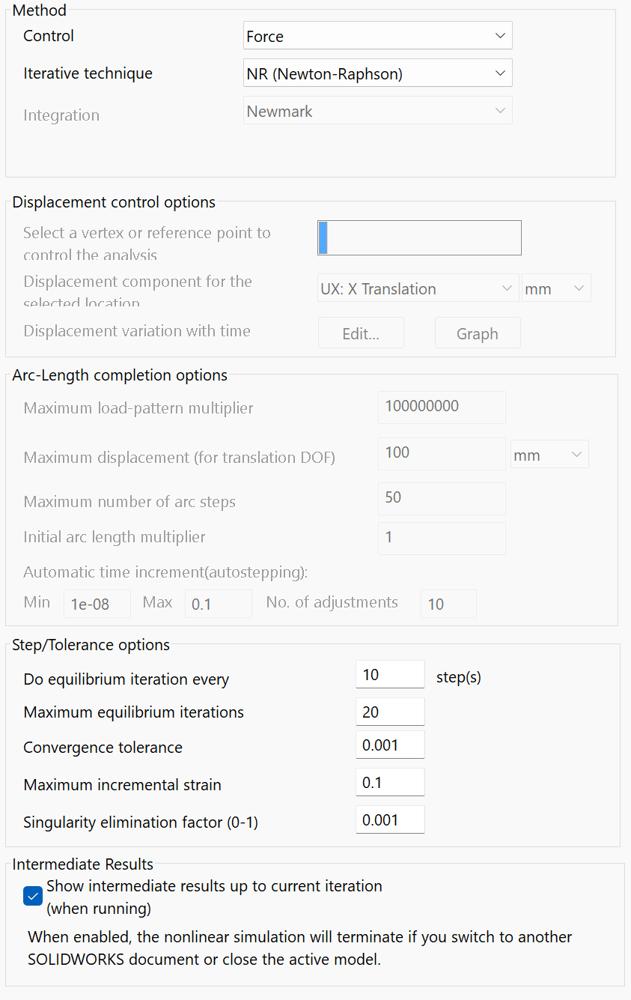 Method
Control
Force
Iterative technique
NR (Newton-Raphson)
Integration
Newmark
Displacement control options
Select a vertex or reference point to
control the analysis
Displacement component for the
selected location
UX: X Translation
mm
Displacement variation with time
Edit...
Graph
Arc-Length completion options
Maximum load-pattern multiplier
100000000
Maximum displacement (for translation DOF)
100
mm
Maximum number of arc steps
50
Initial arc length multiplier
1
Automatic time increment(autostepping):
Min
1e-08
Max
0.1
No. of adjustments
10
Step/Tolerance options
Do equilibrium iteration every
10
step(s)
Maximum equilibrium iterations
20
Convergence tolerance
0.001
Maximum incremental strain
0.1
Singularity elimination factor (0-1)
0.001
Intermediate Results
Show intermediate results up to current iteration
(when running)
When enabled, the nonlinear simulation will terminate if you switch to another
SOLIDWORKS document or close the active model.